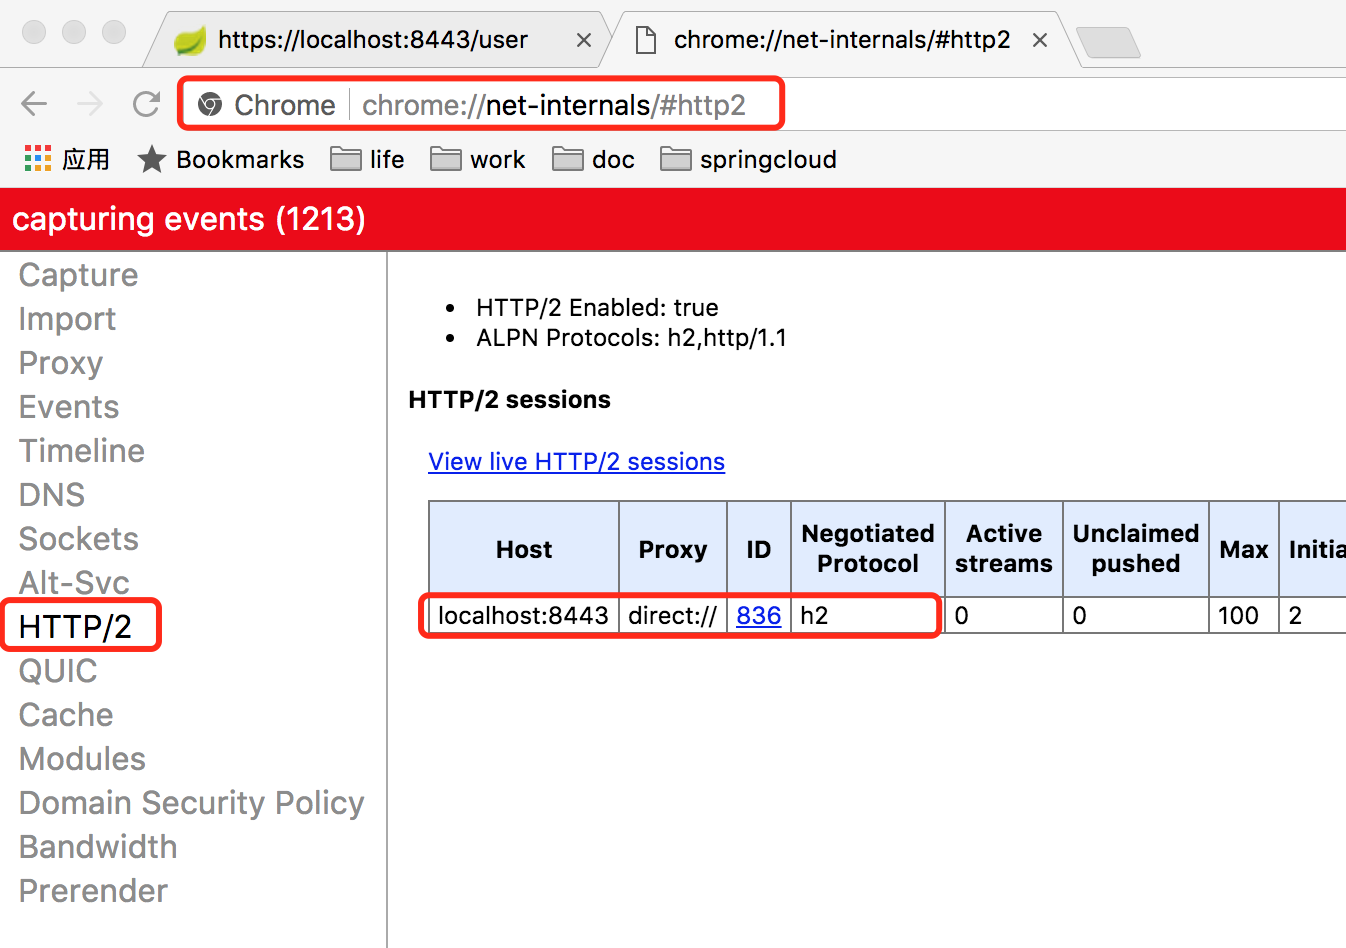 https://localhost:8443/user
chrome://net-internals/#http2
Chrome chrome://net-internals/#http2
应用 Bookmarks life work doc springcloud
capturing events (1213)
Capture
Import
Proxy
Events
Timeline
DNS
Sockets
Alt-Svc
HTTP/2
QUIC
Cache
Modules
Domain Security Policy
Bandwidth
Prerender
HTTP/2 Enabled: true
ALPN Protocols: h2,http/1.1
HTTP/2 sessions
View live HTTP/2 sessions
Host Proxy ID Negotiated Protocol Active streams Unclaimed pushed Max Initia
localhost:8443 direct:// 836 h2 0 0 100 2